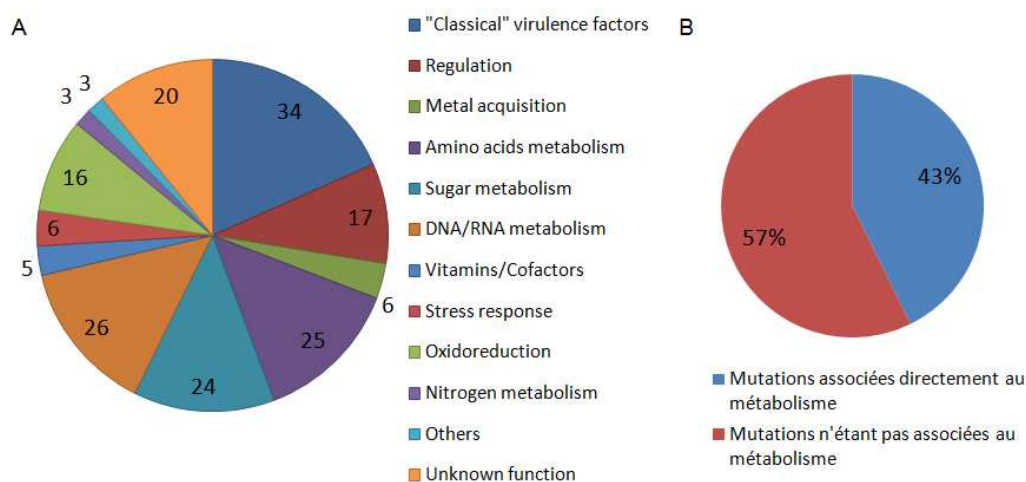 A
34
17
6
25
24
26
5
6
16
3
3
20
"Classical" virulence factors
Regulation
Metal acquisition
Amino acids metabolism
Sugar metabolism
DNA/RNA metabolism
Vitamins/Cofactors
Stress response
Oxidoreduction
Nitrogen metabolism
Others
Unknown function
B
43%
57%
Mutations associées directement au
métabolisme
Mutations n'étant pas associées au
métabolisme